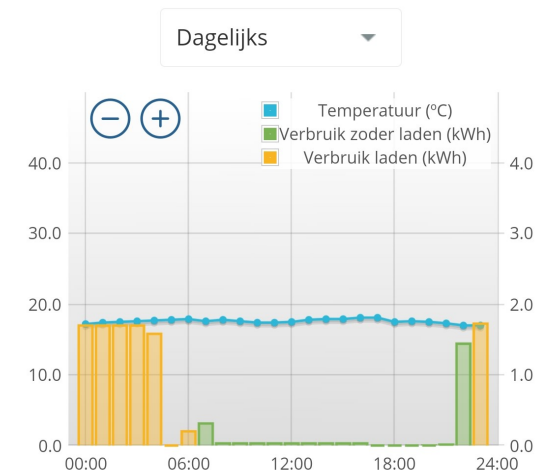 Dagelijks
Temperatuur (ºC)
Verbruik zoder laden (kWh)
Verbruik laden (kWh)
40.0
4.0
30.0
3.0
20.0
2.0
10.0
1.0
0.0
0.0
00:00 06:00 12:00 18:00 24:00